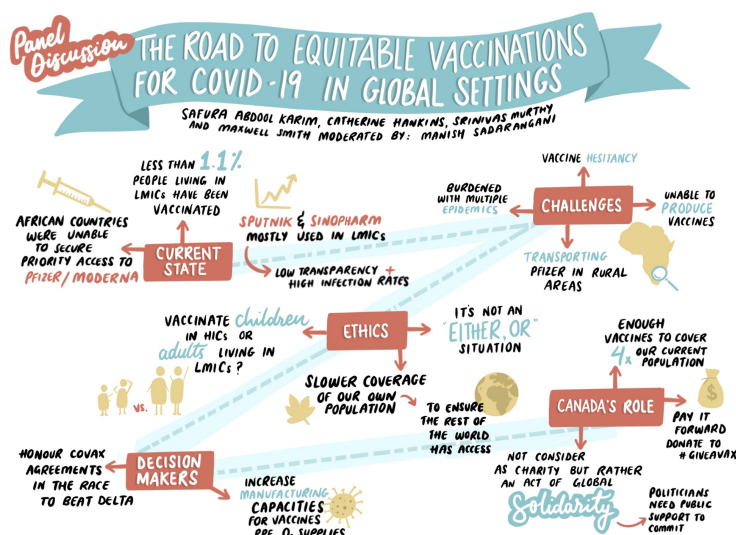 Panel
Discussion
THE ROAD TO EQUITABLE VACCINATIONS
FOR COVID-19 IN GLOBAL SETTINGS
SAFURA ABDOOL KARIM, CATHERINE HANKINS, SRINIVAS MURTHY
AND MAXWELL SMITH MODERATED BY: MANISH SADARANGANI
LESS THAN 1.1%
PEOPLE LIVING IN
LMICs HAVE BEEN
VACCINATED
AFRICAN COUNTRIES
WERE UNABLE
TO SECURE
PRIORITY ACCESS TO
PFIZER/MODERNA
CURRENT
STATE
SPUTNIK & SINOPHARM
MOSTLY USED IN LMICs
LOW TRANSPARENCY +
HIGH INFECTION RATES
VACCINE HESITANCY
BURDENED
WITH MULTIPLE
EPIDEMICS
CHALLENGES
UNABLE TO
PRODUCE
VACCINES
TRANSPORTING
PFIZER IN RURAL
AREAS
VACCINATE children
IN HICs OR
adults LIVING IN
LMICs?
VS.
ETHICS
IT'S NOT AN
"EITHER, OR"
SITUATION
SLOWER COVERAGE
OF OUR OWN
POPULATION
TO ENSURE
THE REST OF
THE WORLD
HAS ACCESS
ENOUGH
VACCINES TO COVER
4x OUR CURRENT
POPULATION
CANADA'S ROLE
$
PAY IT
FORWARD
DONATE TO
#GIVEAVAX
NOT CONSIDER
AS CHARITY BUT RATHER
AN ACT OF GLOBAL
Solidarity
POLITICIANS
NEED PUBLIC
SUPPORT TO
COMMIT
HONOUR COVAX
AGREEMENTS
IN THE RACE
TO BEAT DELTA
DECISION
MAKERS
INCREASE
MANUFACTURING
CAPACITIES
FOR VACCINES
PPE, O₂ SUPPLIES